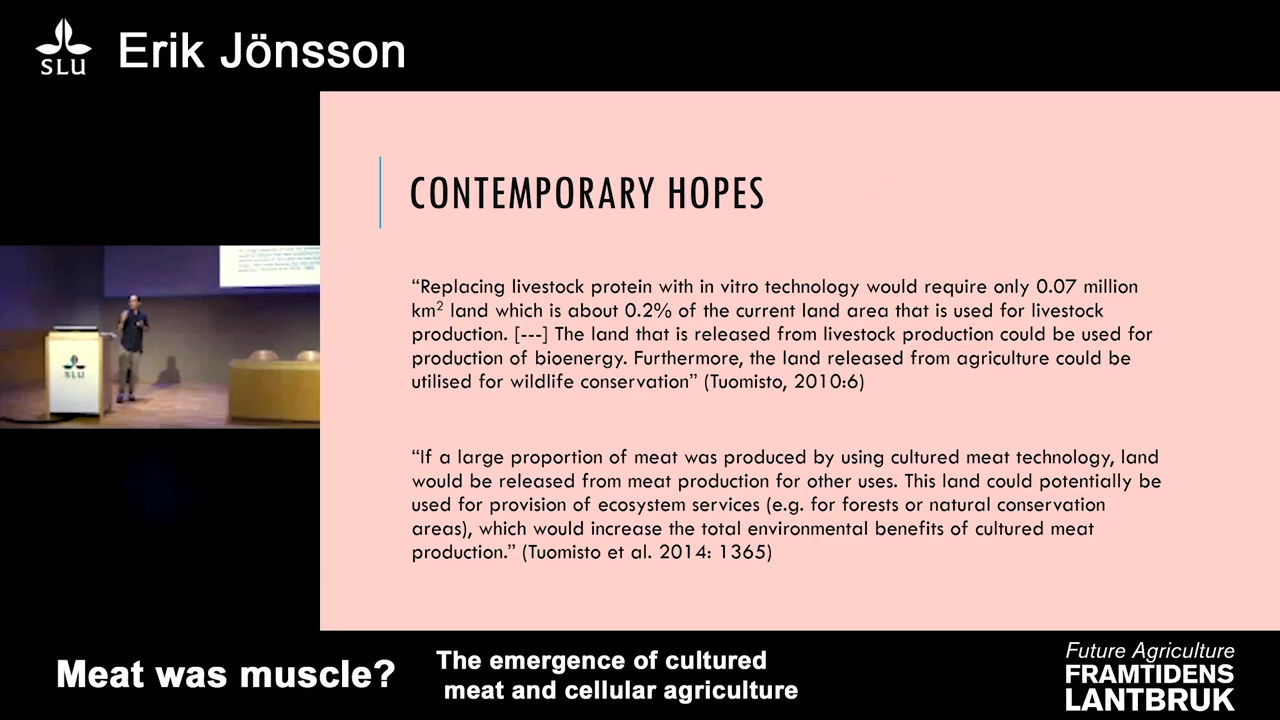 SLU
Erik Jönsson
CONTEMPORARY HOPES
“Replacing livestock protein with in vitro technology would require only 0.07 million
km² land which is about 0.2% of the current land area that is used for livestock
production. [---] The land that is released from livestock production could be used for
production of bioenergy. Furthermore, the land released from agriculture could be
utilised for wildlife conservation” (Tuomisto, 2010:6)
“If a large proportion of meat was produced by using cultured meat technology, land
would be released from meat production for other uses. This land could potentially be
used for provision of ecosystem services (e.g. for forests or natural conservation
areas), which would increase the total environmental benefits of cultured meat
production.” (Tuomisto et al. 2014: 1365)
SLU
Meat was muscle?
The emergence of cultured
meat and cellular agriculture
Future Agriculture
FRAMTIDENS
LANTBRUK